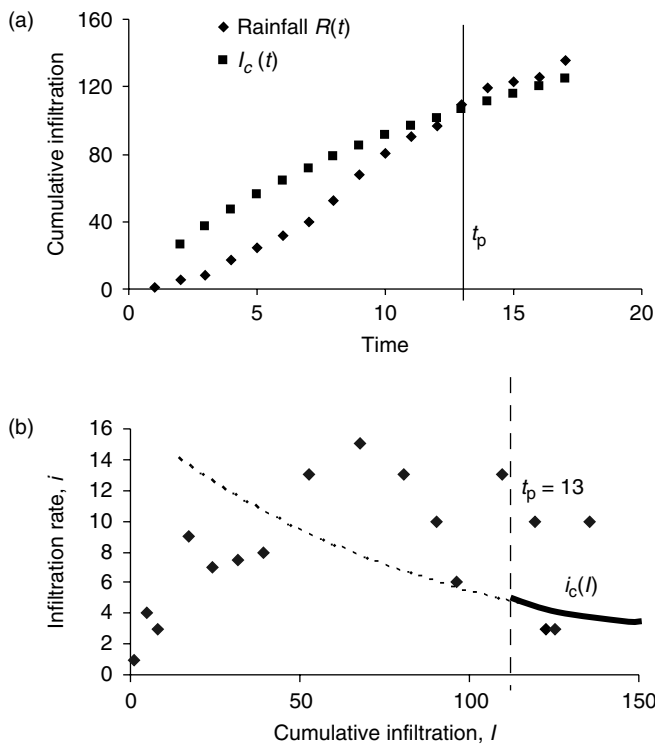 (a)
160
120
80
40
0
Cumulative infiltration
Rainfall R(t)
I_c (t)
t_p
0 5 10 15 20
Time
(b)
16
14
12
10
8
6
4
2
0
Infiltration rate, i
t_p = 13
i_c(I)
0 50 100 150
Cumulative infiltration, I